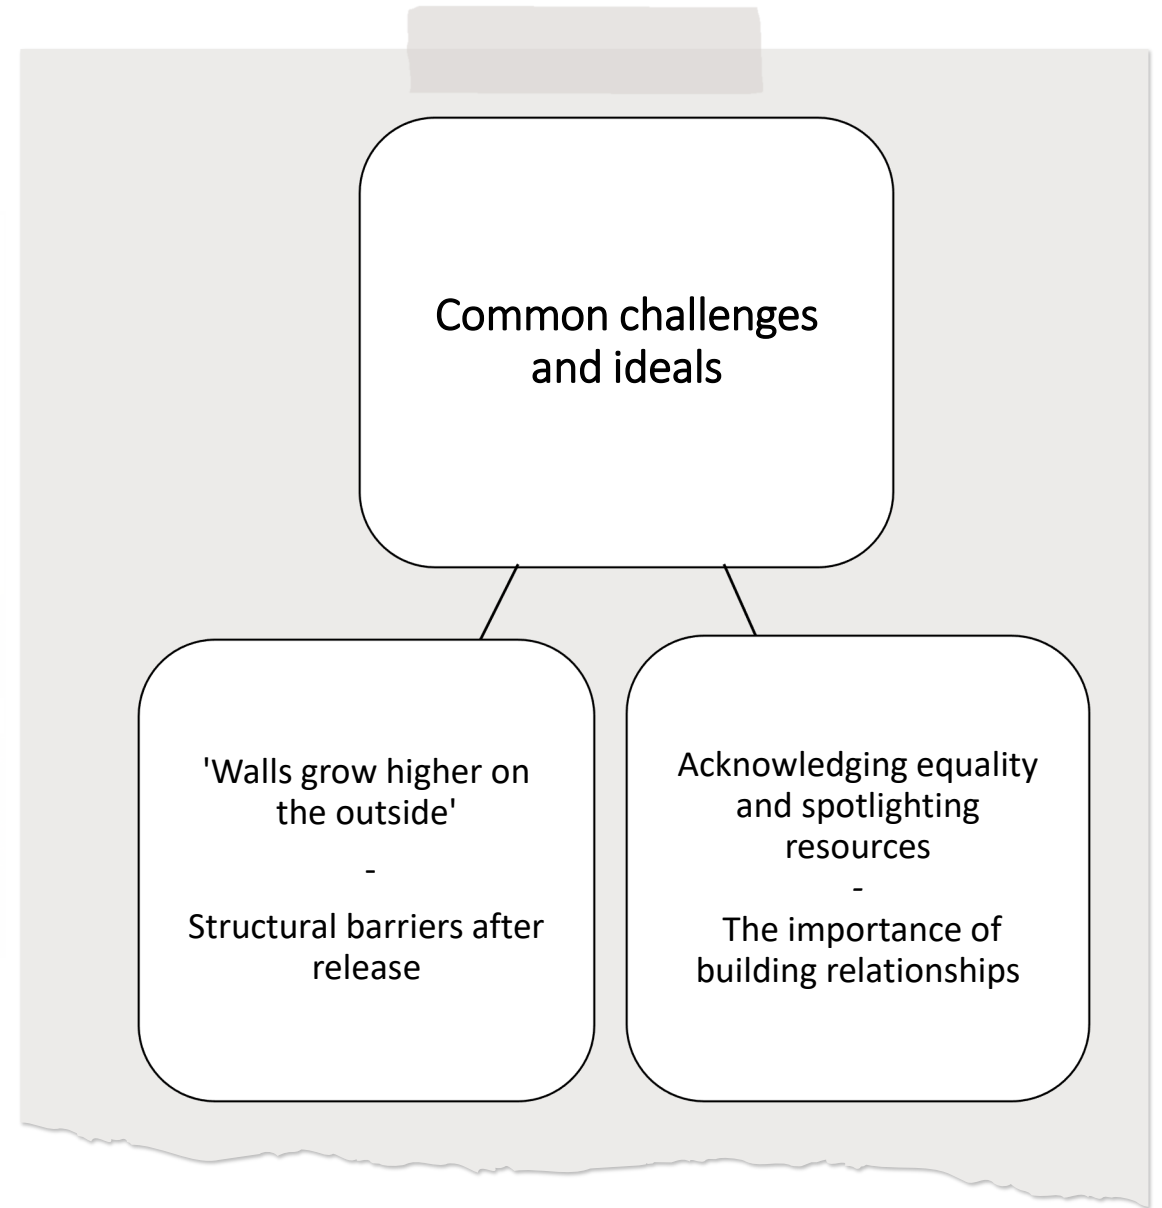 Common challenges
and ideals
'Walls grow higher on
the outside'
-
Structural barriers after
release
Acknowledging equality
and spotlighting
resources
-
The importance of
building relationships